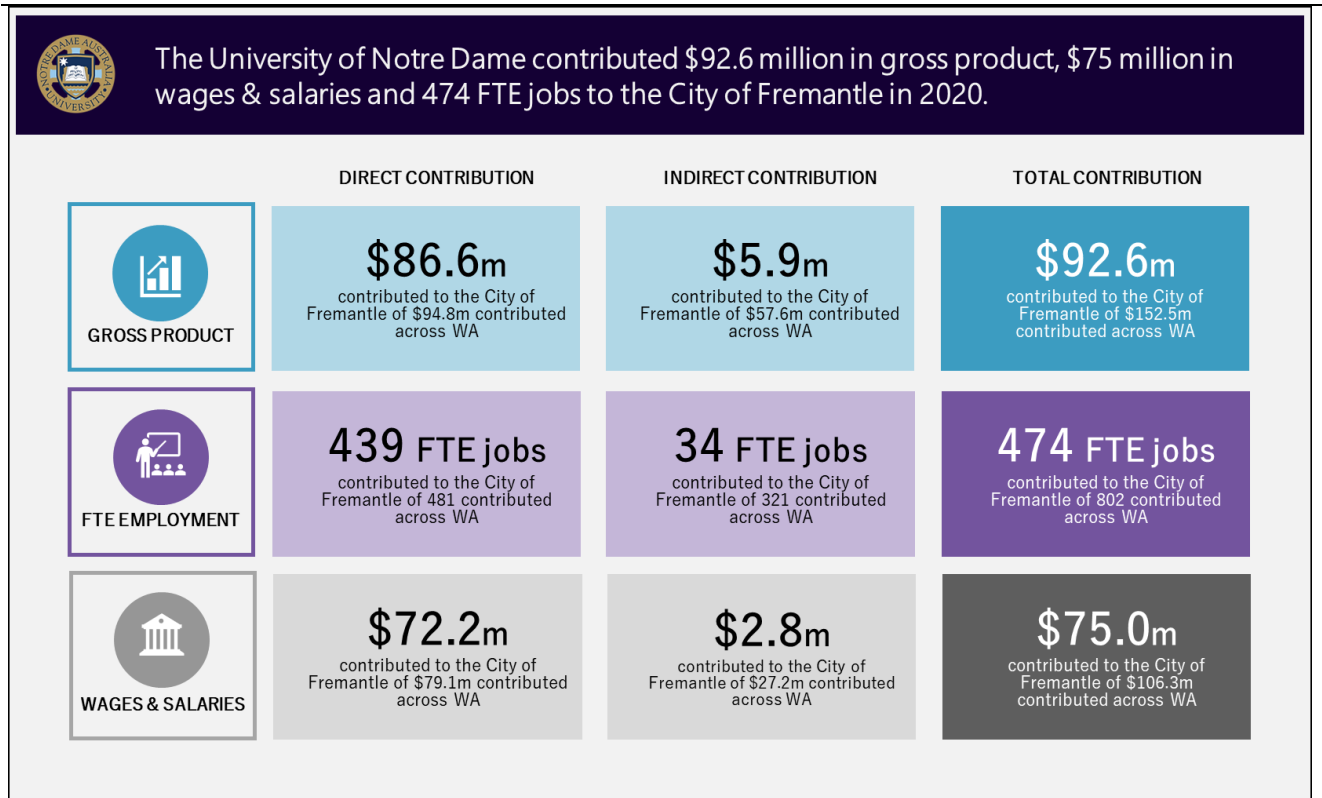 NOTRE DAME AUSTRALIA
UNIVERSITY
The University of Notre Dame contributed $92.6 million in gross product, $75 million in
wages & salaries and 474 FTE jobs to the City of Fremantle in 2020.
DIRECT CONTRIBUTION
INDIRECT CONTRIBUTION
TOTAL CONTRIBUTION
GROSS PRODUCT
$86.6m
contributed to the City of
Fremantle of $94.8m contributed
across WA
$5.9m
contributed to the City of
Fremantle of $57.6m contributed
across WA
$92.6m
contributed to the City of
Fremantle of $152.5m
contributed across WA
FTE EMPLOYMENT
439 FTE jobs
contributed to the City of
Fremantle of 481 contributed
across WA
34 FTE jobs
contributed to the City of
Fremantle of 321 contributed
across WA
474 FTE jobs
contributed to the City of
Fremantle of 802 contributed
across WA
WAGES & SALARIES
$72.2m
contributed to the City of
Fremantle of $79.1m contributed
across WA
$2.8m
contributed to the City of
Fremantle of $27.2m contributed
across WA
$75.0m
contributed to the City of
Fremantle of $106.3m
contributed across WA